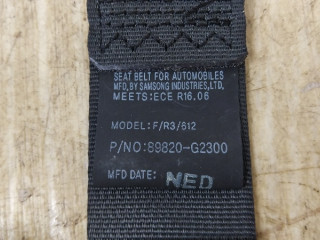 SEAT BELT FOR AUTOMOBILES
MFD, BY SAMSONG INDUSTRIES, LTD.
MEETS: ECE R16.06
MODEL: F/R3/612
P/NO: 89820-G2300
MFD DATE: NED